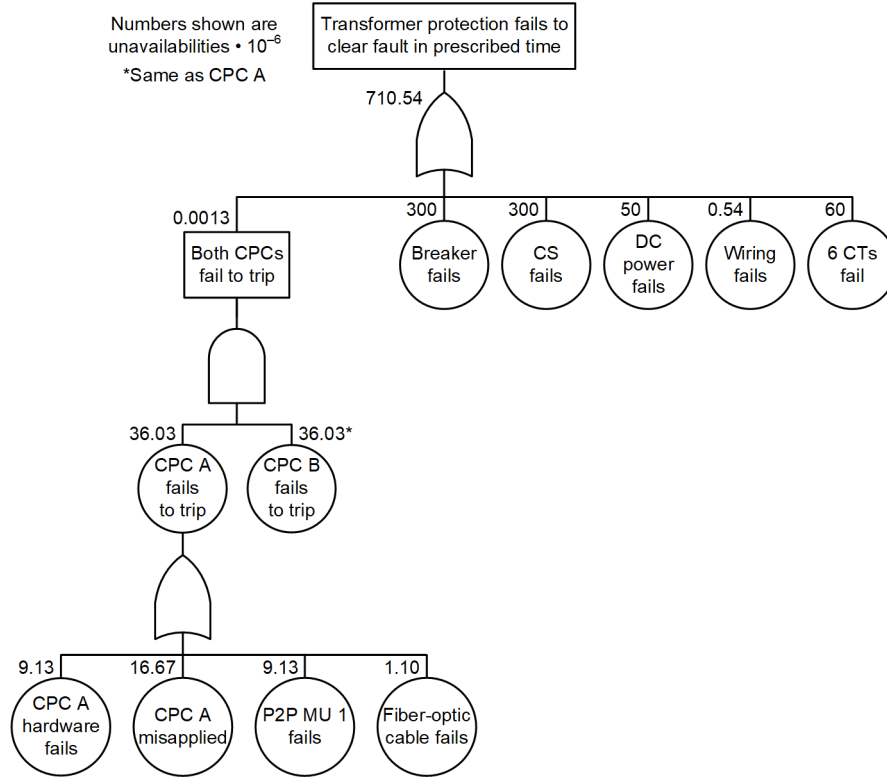 Numbers shown are
unavailabilities • 10⁻⁶
*Same as CPC A
Transformer protection fails to
clear fault in prescribed time
710.54
0.0013
Both CPCs
fail to trip
300
Breaker
fails
300
CS
fails
50
DC
power
fails
0.54
Wiring
fails
60
6 CTs
fail
36.03
CPC A
fails
to trip
36.03*
CPC B
fails
to trip
9.13
CPC A
hardware
fails
16.67
CPC A
misapplied
9.13
P2P MU 1
fails
1.10
Fiber-optic
cable fails